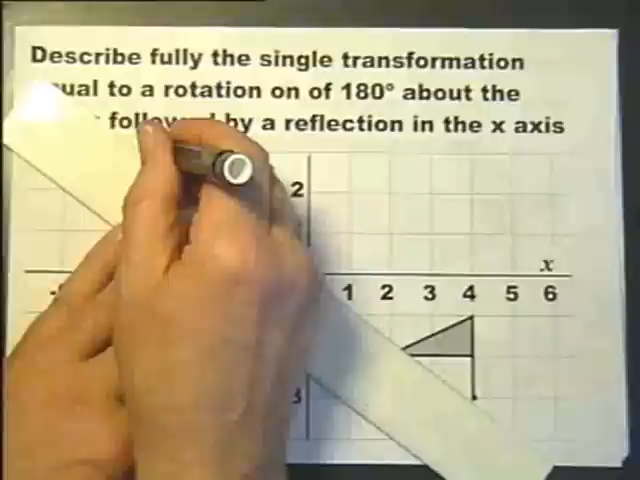 Describe fully the single transformation
to a rotation on of 180° about the
by a reflection in the x axis
2
x
1 2 3 4 5 6
3